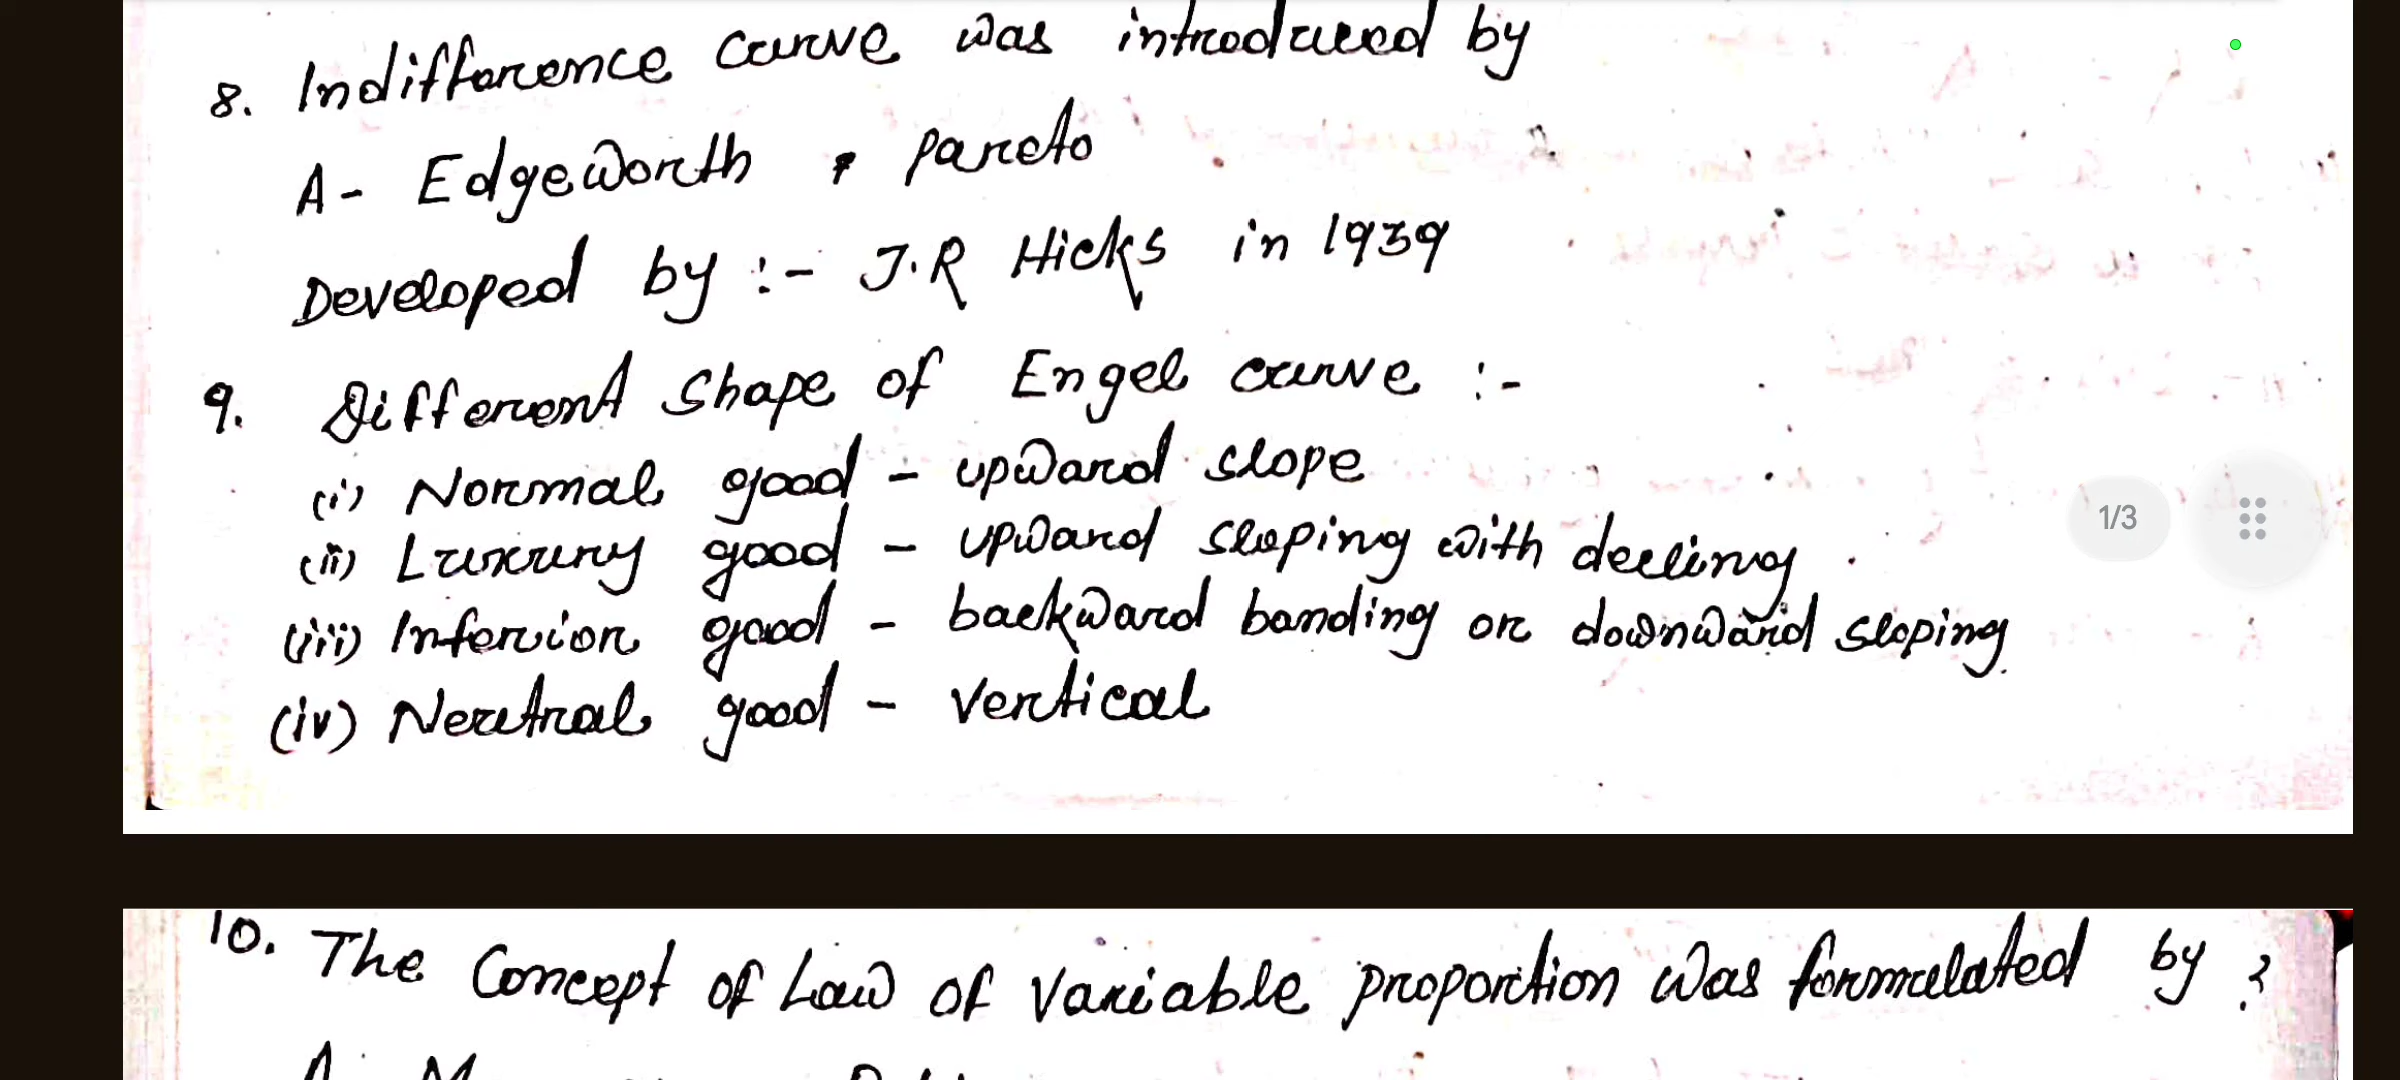 8. Indifference curve was introduced by
A- Edgeworth , pareto
Developed by :- J.R Hicks in 1939
9. Different shape of Engel curve :-
(i) Normal good - upward slope
(ii) Luxury good - upward sloping with
(iii) Inferior good - backward banding or downward sloping
(iv) Neutral good - vertical
1/3
10. The Concept of Law of Variable proportion was formulated by ?